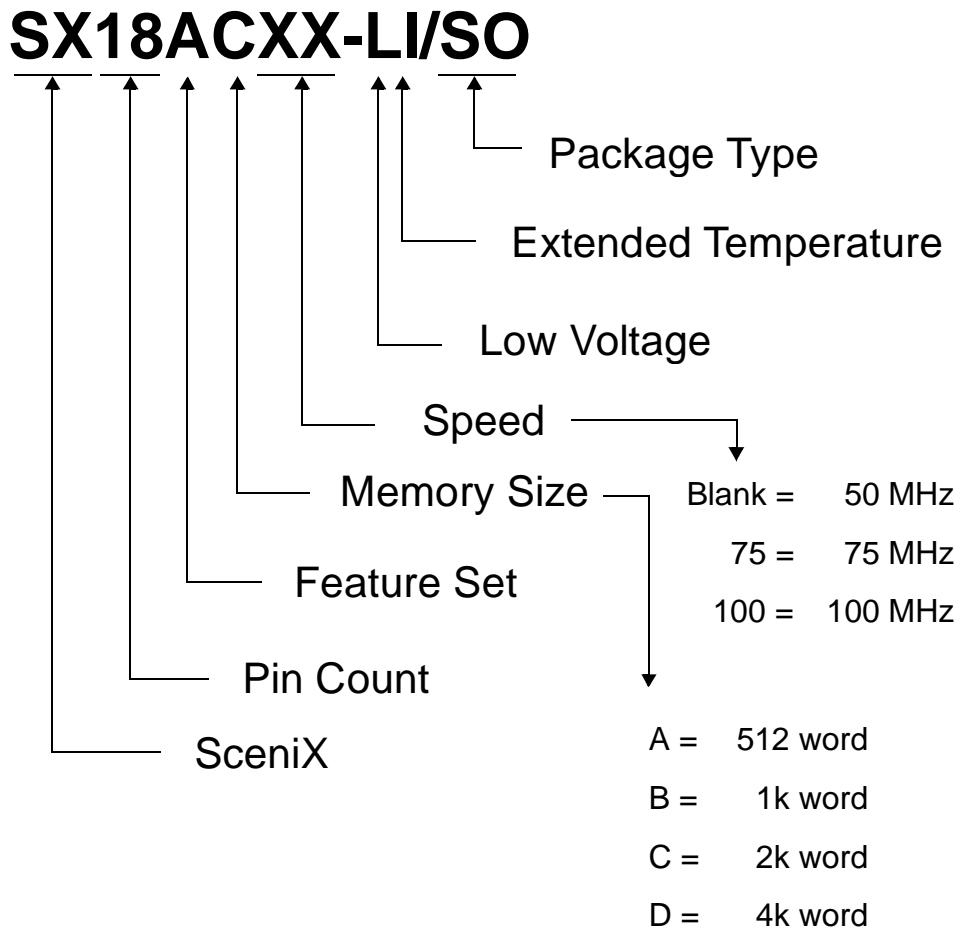 SX18ACXX-LI/SO
Package Type
Extended Temperature
Low Voltage
Speed
Memory Size
Feature Set
Pin Count
SceniX
Blank = 50 MHz
75 = 75 MHz
100 = 100 MHz
A = 512 word
B = 1k word
C = 2k word
D = 4k word